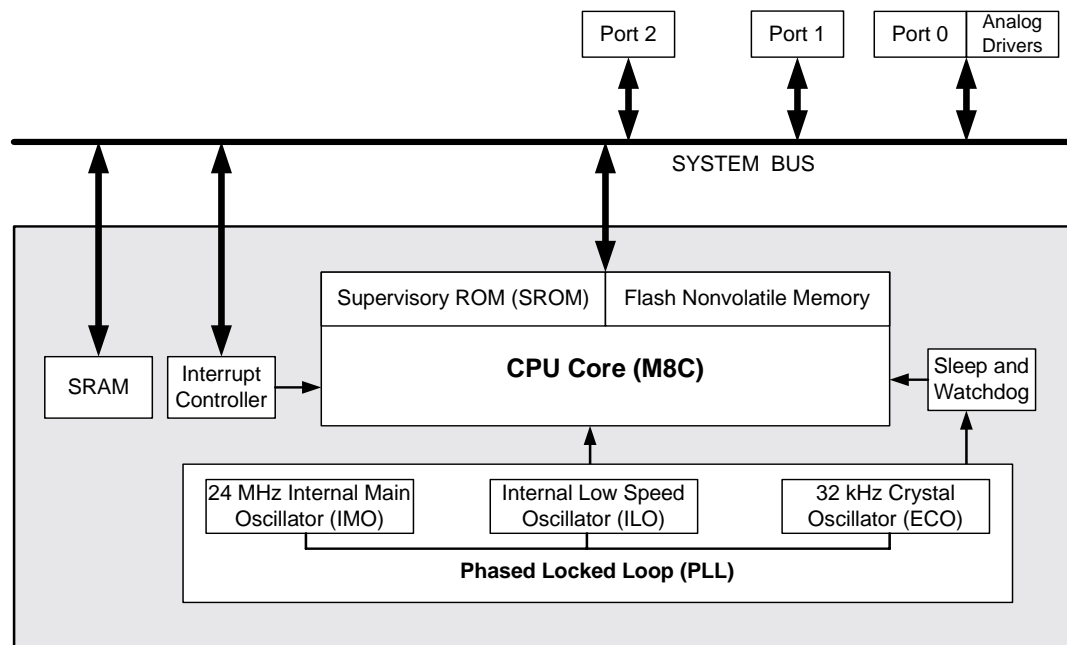 Port 2
Port 1
Port 0
Analog
Drivers
SYSTEM BUS
Supervisory ROM (SROM)
Flash Nonvolatile Memory
CPU Core (M8C)
SRAM
Interrupt
Controller
Sleep and
Watchdog
24 MHz Internal Main
Oscillator (IMO)
Internal Low Speed
Oscillator (ILO)
32 kHz Crystal
Oscillator (ECO)
Phased Locked Loop (PLL)